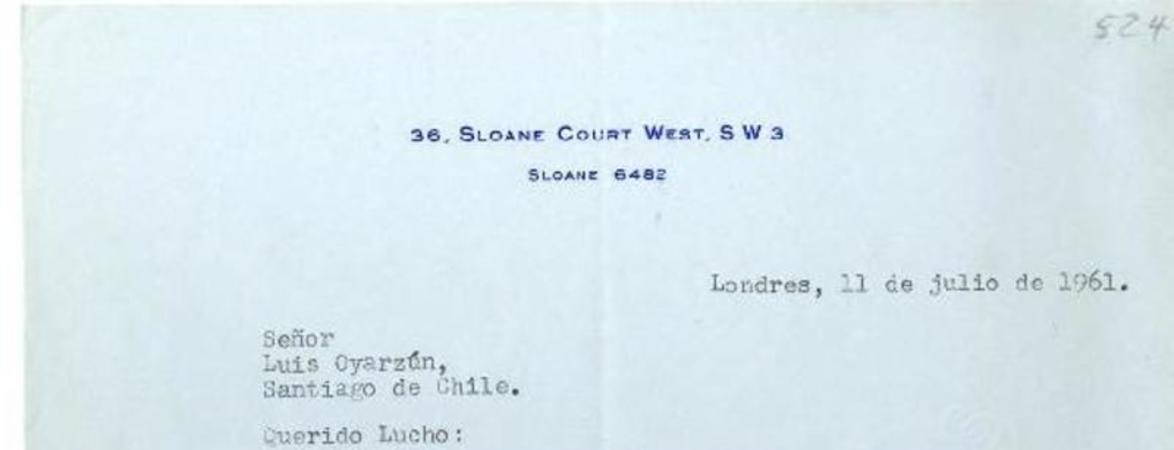 524
36, SLOANE COURT WEST, S W 3
SLOANE 6482
Londres, 11 de julio de 1961.
Señor
Luis Oyarzún,
Santiago de Chile.
Querido Lucho: